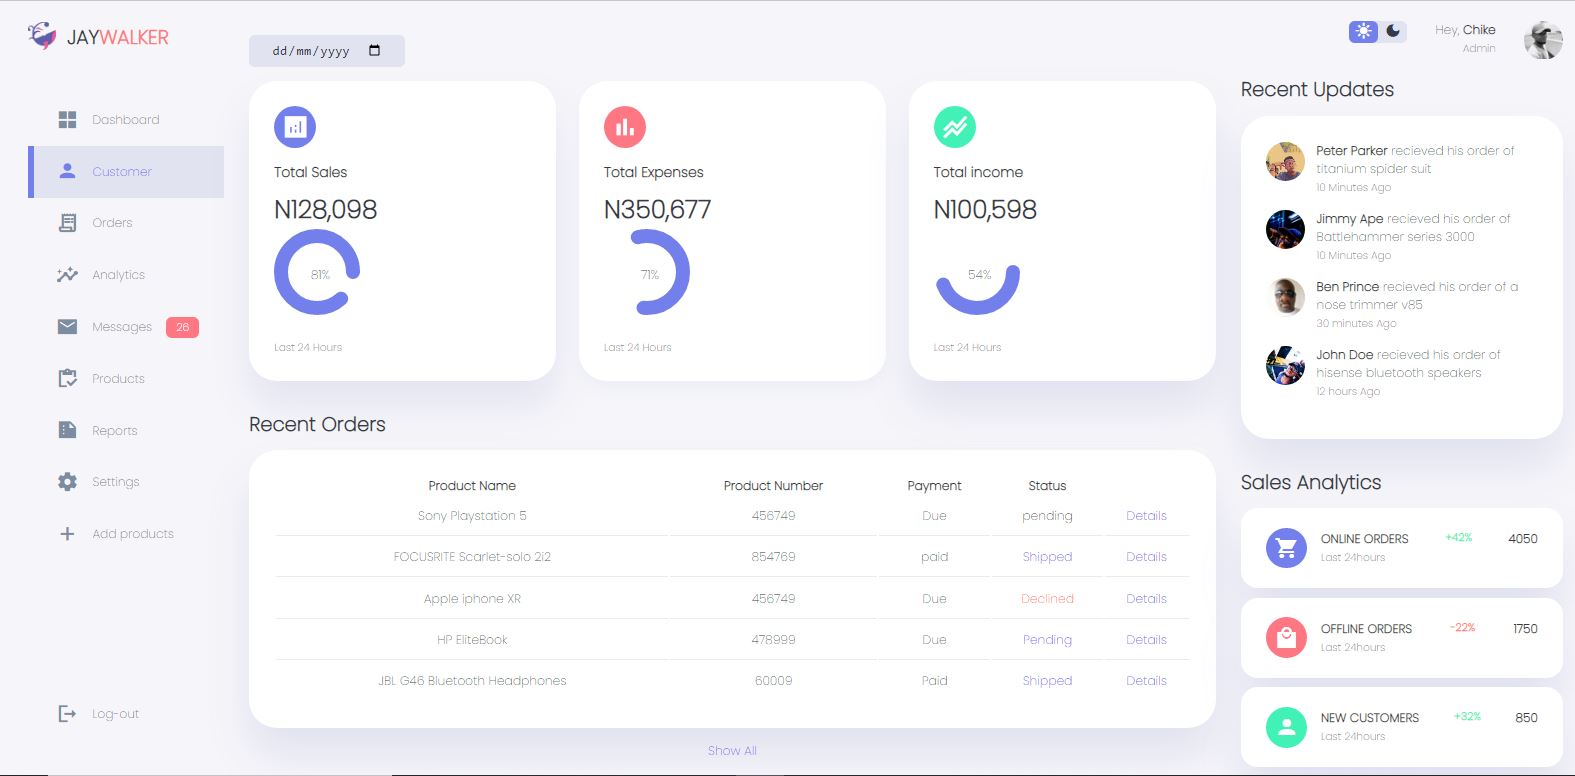 JAYWALKER
dd/mm/yyyy
Hey, Chike
Admin
Dashboard
Customer
Orders
Analytics
Messages 26
Products
Reports
Settings
Add products
Log-out
Total Sales
N128,098
81%
Last 24 Hours
Total Expenses
N350,677
71%
Last 24 Hours
Total income
N100,598
54%
Last 24 Hours
Recent Orders
Product Name Product Number Payment Status
Sony Playstation 5 456749 Due pending Details
FOCUSRITE Scarlet-solo 2i2 854769 paid Shipped Details
Apple iphone XR 456749 Due Declined Details
HP EliteBook 478999 Due Pending Details
JBL G46 Bluetooth Headphones 60009 Paid Shipped Details
Show All
Recent Updates
Peter Parker recieved his order of
titanium spider suit
10 Minutes Ago
Jimmy Ape recieved his order of
Battlehammer series 3000
10 Minutes Ago
Ben Prince recieved his order of a
nose trimmer v85
30 minutes Ago
John Doe recieved his order of
hisense bluetooth speakers
12 hours Ago
Sales Analytics
ONLINE ORDERS +42% 4050
Last 24hours
OFFLINE ORDERS -22% 1750
Last 24hours
NEW CUSTOMERS +32% 850
Last 24hours